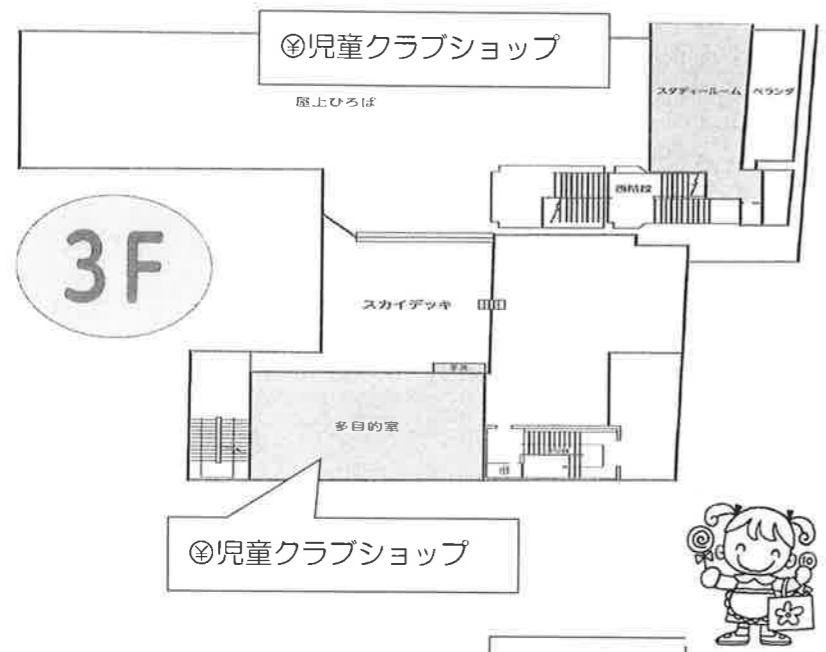 ㊎児童クラブショップ
屋上ひろば
スタディールーム
ベランダ
西階段
3F
スカイデッキ
多目的室
㊎児童クラブショップ